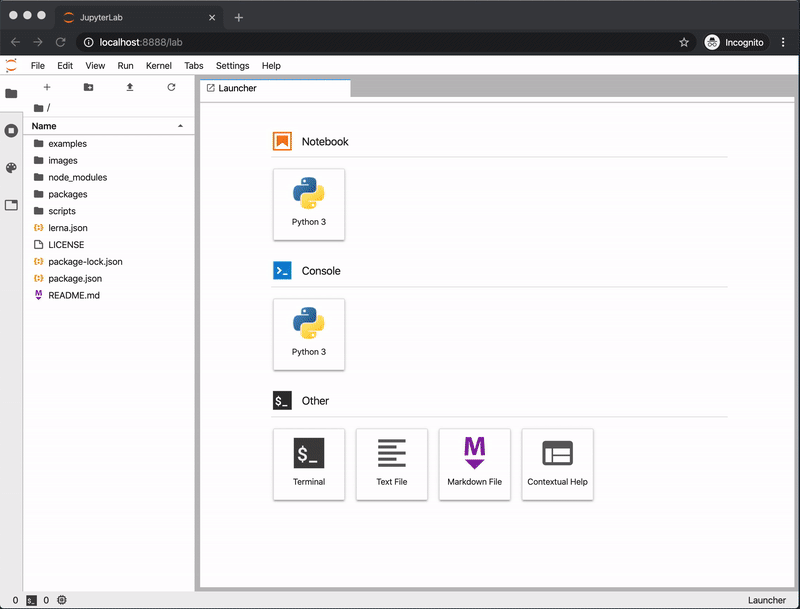 JupyterLab
localhost:8888/lab
Incognito
File Edit View Run Kernel Tabs Settings Help
Launcher
/
Name
examples
images
node_modules
packages
scripts
lerna.json
LICENSE
package-lock.json
package.json
README.md
Notebook
Python 3
Console
Python 3
$_ Other
$_
Terminal
Text File
M
Markdown File
Contextual Help
0 $_ 0
Launcher